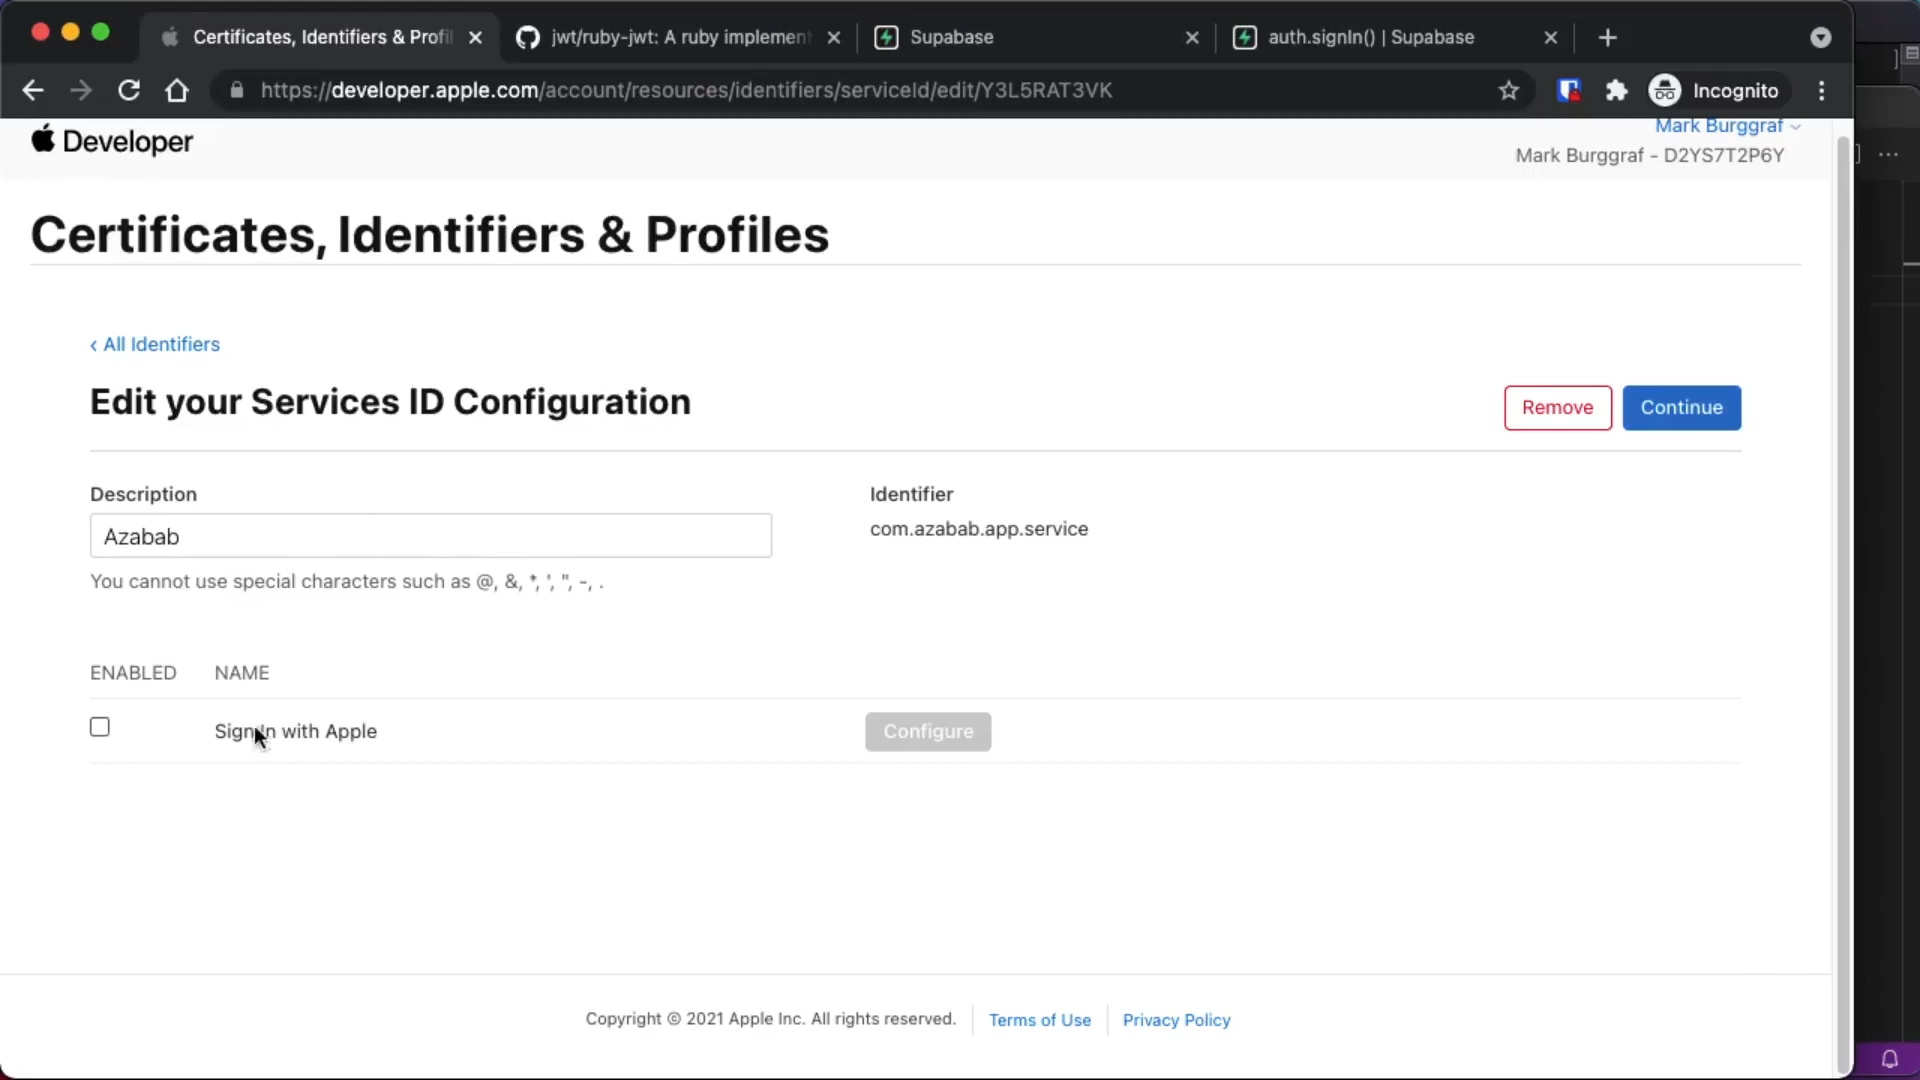 Certificates, Identifiers & Profi
jwt/ruby-jwt: A ruby implemen
Supabase
auth.signIn() | Supabase
https://developer.apple.com/account/resources/identifiers/serviceId/edit/Y3L5RAT3VK
Incognito
Developer
Mark Burggraf
Mark Burggraf - D2YS7T2P6Y
Certificates, Identifiers & Profiles
‹ All Identifiers
Edit your Services ID Configuration
Remove
Continue
Description
Identifier
Azabab
com.azabab.app.service
You cannot use special characters such as @, &, *, ', ", -, .
ENABLED
NAME
Sign In with Apple
Configure
Copyright © 2021 Apple Inc. All rights reserved.
Terms of Use
Privacy Policy